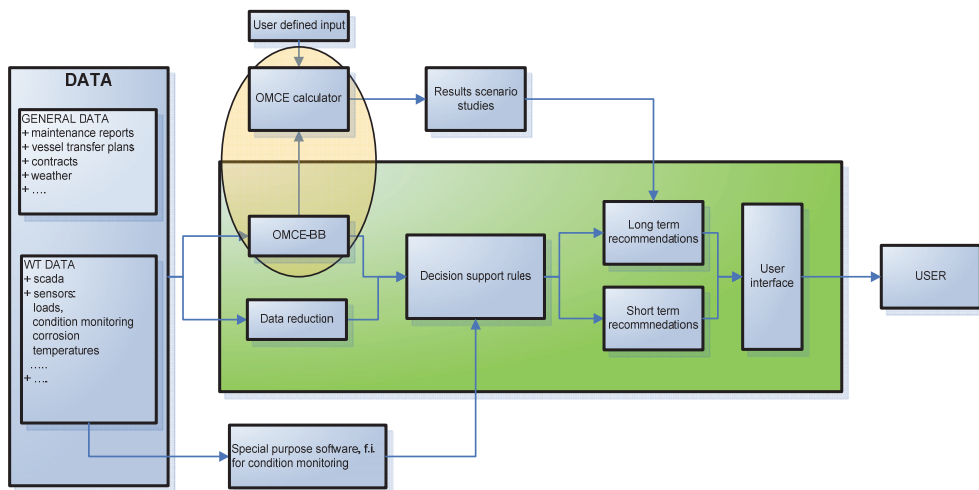 User defined input
DATA
OMCE calculator
Results scenario
studies
GENERAL DATA
+ maintenance reports
+ vessel transfer plans
+ contracts
+ weather
+ ....
OMCE-BB
Long term
recommendations
Decision support rules
User
interface
USER
WT DATA
+ scada
+ sensors:
loads,
condition monitoring
corrosion
temperatures
.....
+ ....
Data reduction
Short term
recommnedations
Special purpose software, f.i.
for condition monitoring